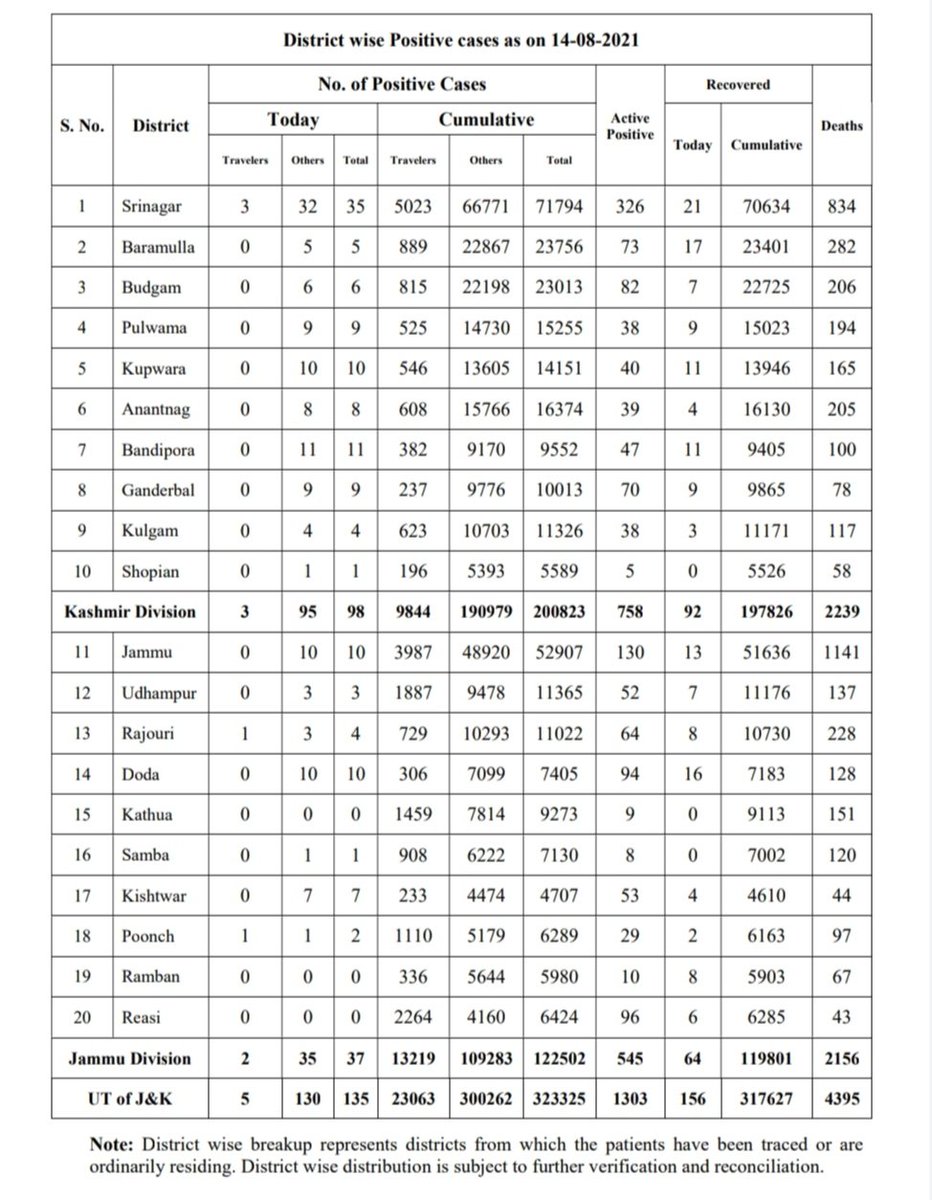 District wise Positive cases as on 14-08-2021
S. No. District No. of Positive Cases Active Positive Recovered Deaths
Today Cumulative Today Cumulative
Travelers Others Total Travelers Others Total
1 Srinagar 3 32 35 5023 66771 71794 326 21 70634 834
2 Baramulla 0 5 5 889 22867 23756 73 17 23401 282
3 Budgam 0 6 6 815 22198 23013 82 7 22725 206
4 Pulwama 0 9 9 525 14730 15255 38 9 15023 194
5 Kupwara 0 10 10 546 13605 14151 40 11 13946 165
6 Anantnag 0 8 8 608 15766 16374 39 4 16130 205
7 Bandipora 0 11 11 382 9170 9552 47 11 9405 100
8 Ganderbal 0 9 9 237 9776 10013 70 9 9865 78
9 Kulgam 0 4 4 623 10703 11326 38 3 11171 117
10 Shopian 0 1 1 196 5393 5589 5 0 5526 58
Kashmir Division 3 95 98 9844 190979 200823 758 92 197826 2239
11 Jammu 0 10 10 3987 48920 52907 130 13 51636 1141
12 Udhampur 0 3 3 1887 9478 11365 52 7 11176 137
13 Rajouri 1 3 4 729 10293 11022 64 8 10730 228
14 Doda 0 10 10 306 7099 7405 94 16 7183 128
15 Kathua 0 0 0 1459 7814 9273 9 0 9113 151
16 Samba 0 1 1 908 6222 7130 8 0 7002 120
17 Kishtwar 0 7 7 233 4474 4707 53 4 4610 44
18 Poonch 1 1 2 1110 5179 6289 29 2 6163 97
19 Ramban 0 0 0 336 5644 5980 10 8 5903 67
20 Reasi 0 0 0 2264 4160 6424 96 6 6285 43
Jammu Division 2 35 37 13219 109283 122502 545 64 119801 2156
UT of J&K 5 130 135 23063 300262 323325 1303 156 317627 4395
Note: District wise breakup represents districts from which the patients have been traced or are
ordinarily residing. District wise distribution is subject to further verification and reconciliation.